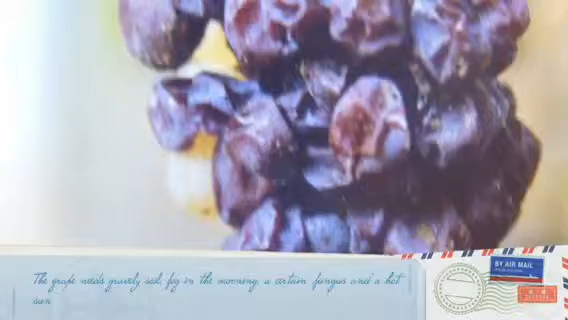 The grape needs gravely soil, fog in the morning, a certain fungus and a hot
sun
BY AIR MAIL